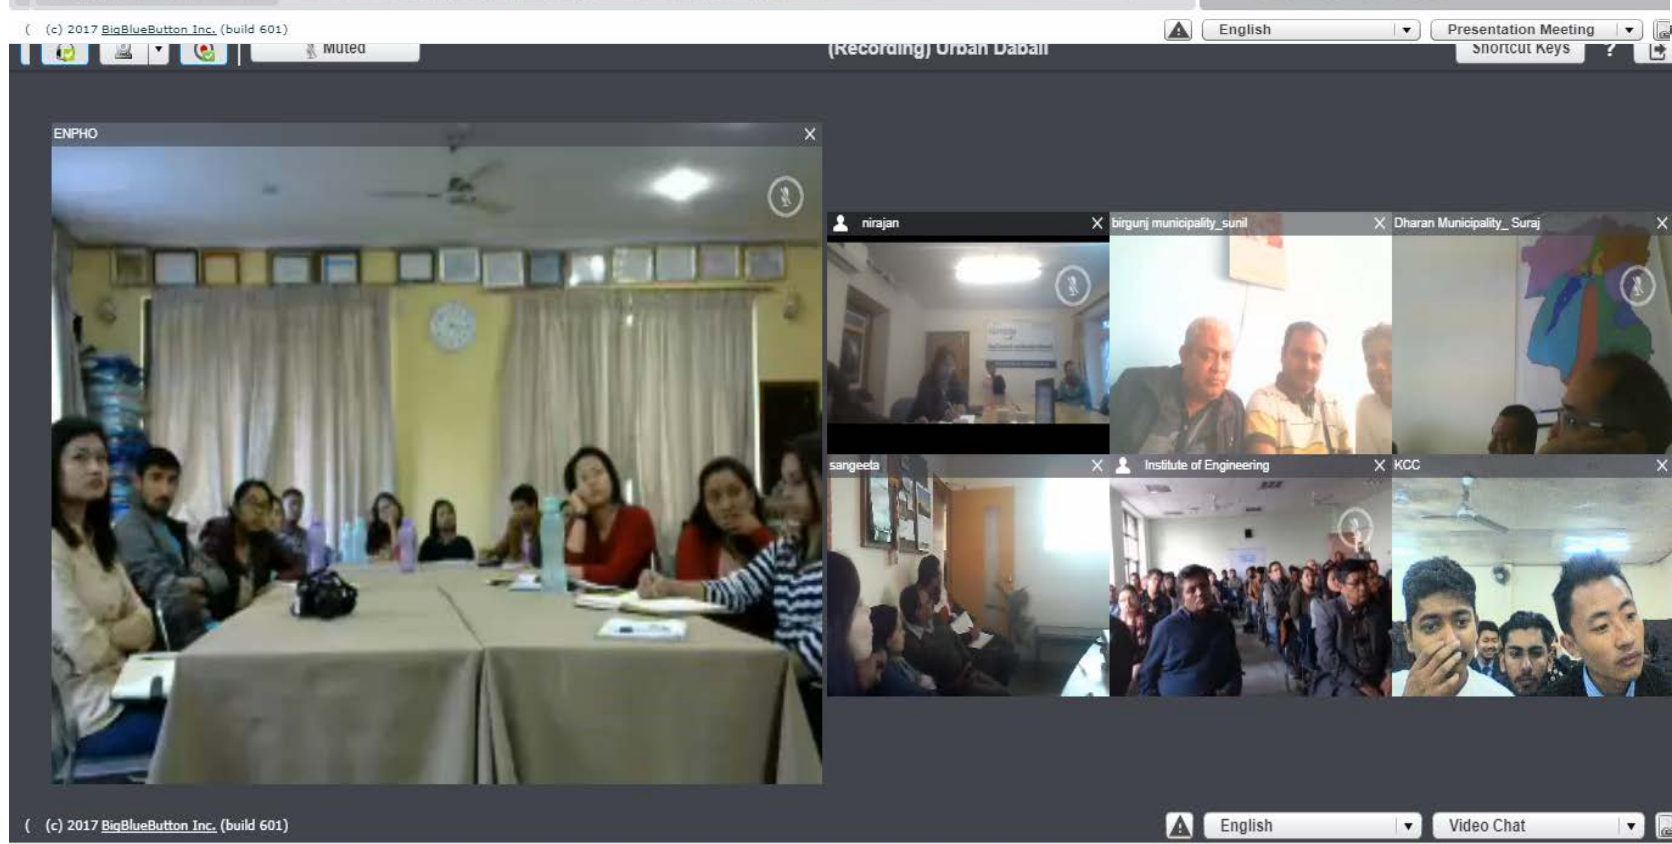 ( (c) 2017 BigBlueButton Inc. (build 601)
English
Presentation Meeting
Muted
(Recording) Urban Dabali
Shortcut Keys
?
ENPHO
nirajan
birgunj municipality_sunil
Dharan Municipality_ Suraj
sangeeta
Institute of Engineering
KCC
( (c) 2017 BigBlueButton Inc. (build 601)
English
Video Chat